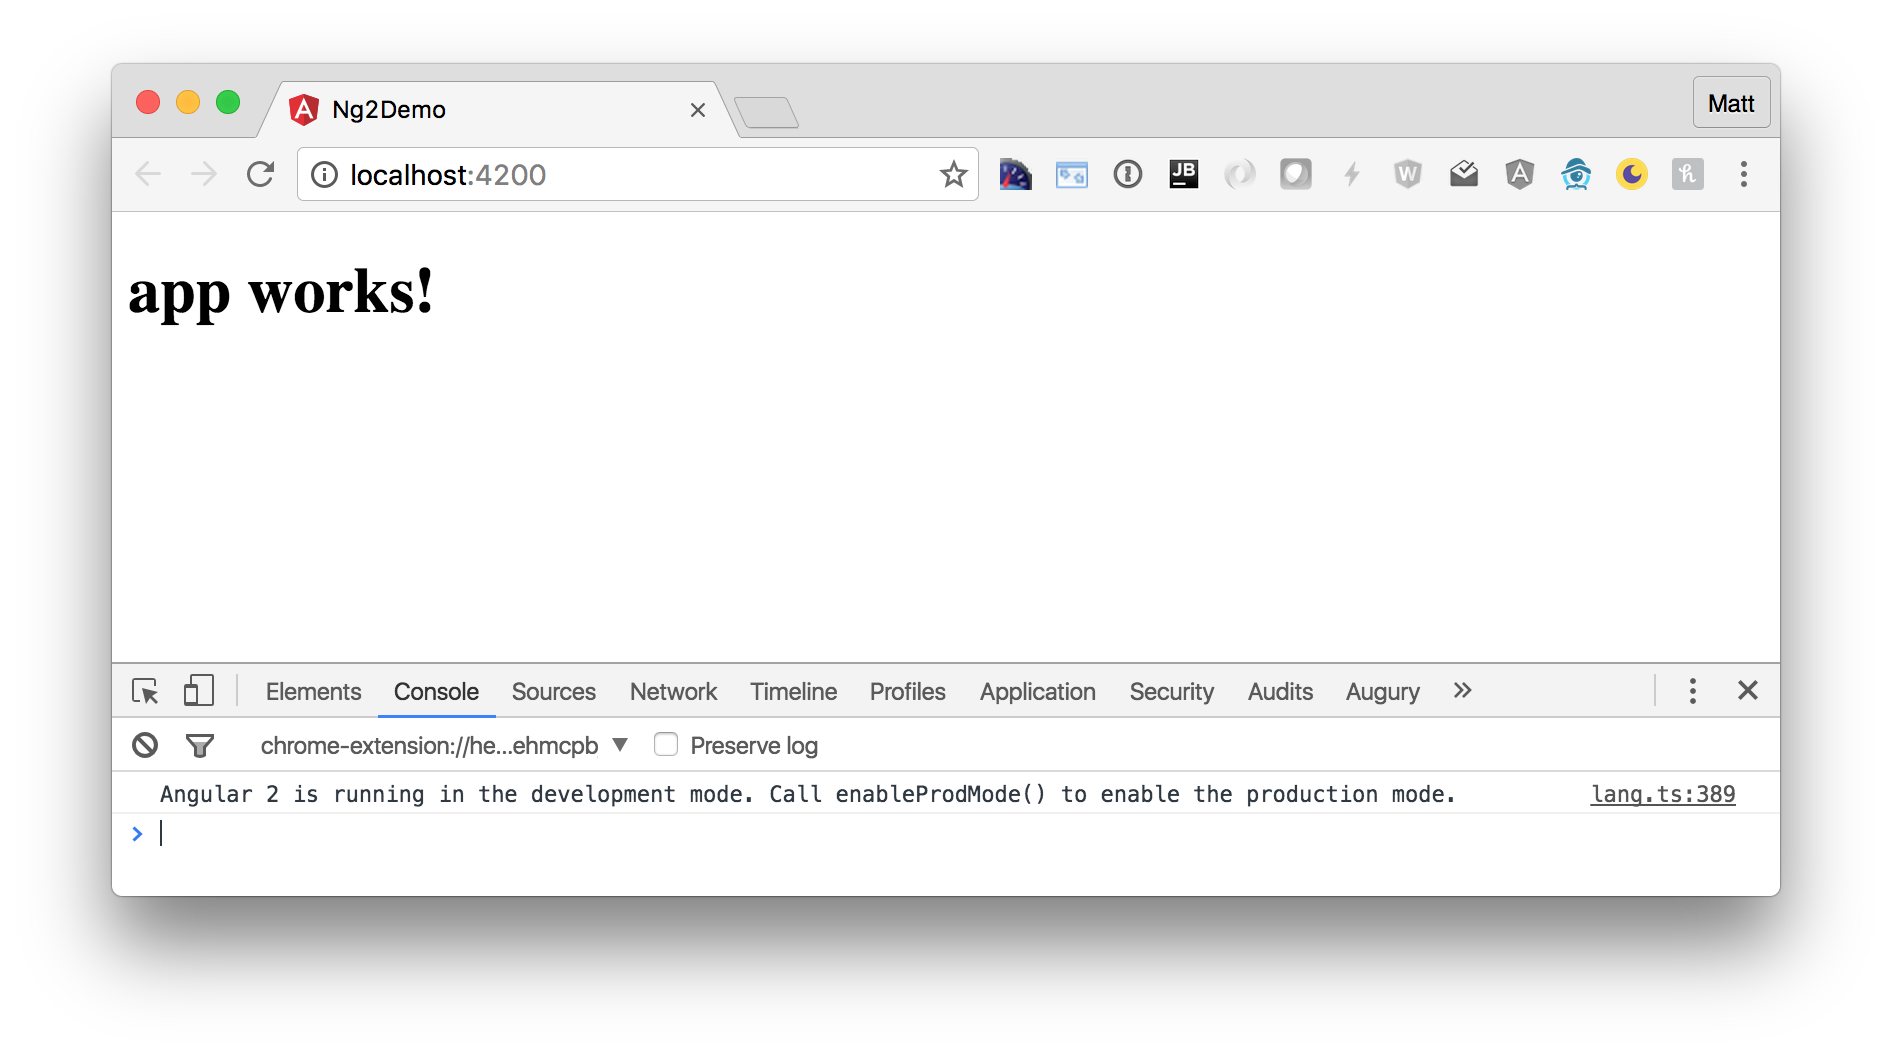 Ng2Demo
Matt
localhost:4200
JB
W
A
app works!
Elements Console Sources Network Timeline Profiles Application Security Audits Augury
chrome-extension://he...ehmcpb Preserve log
Angular 2 is running in the development mode. Call enableProdMode() to enable the production mode. lang.ts:389